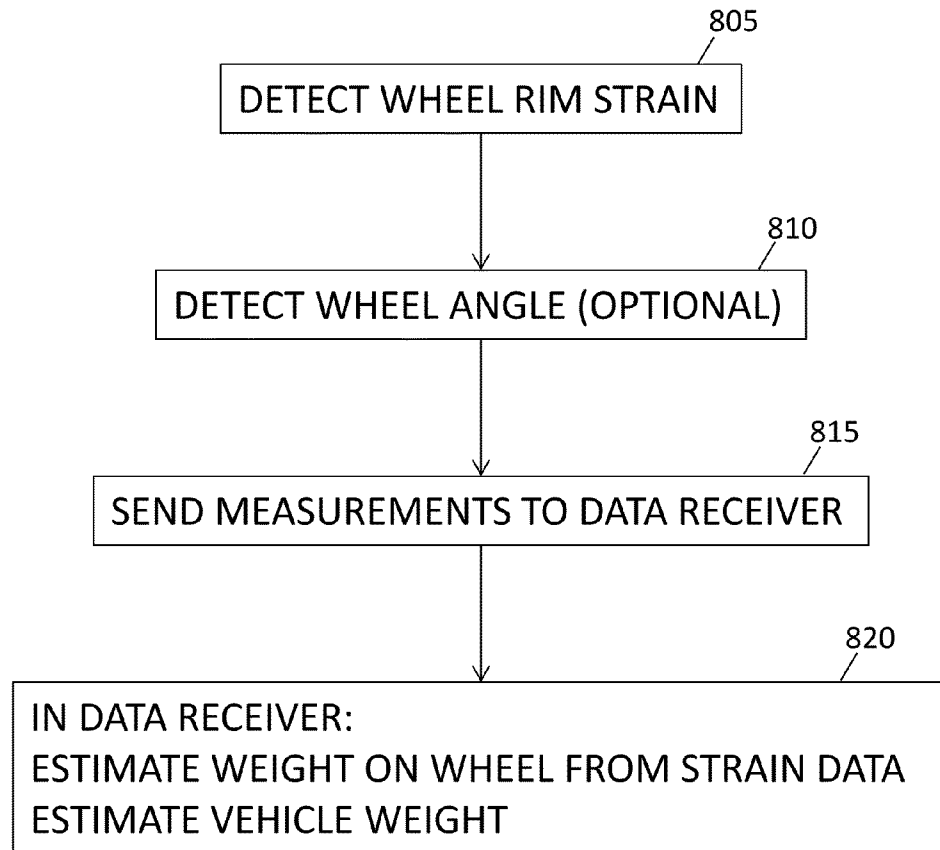 805
DETECT WHEEL RIM STRAIN
810
DETECT WHEEL ANGLE (OPTIONAL)
815
SEND MEASUREMENTS TO DATA RECEIVER
820
IN DATA RECEIVER:
ESTIMATE WEIGHT ON WHEEL FROM STRAIN DATA
ESTIMATE VEHICLE WEIGHT